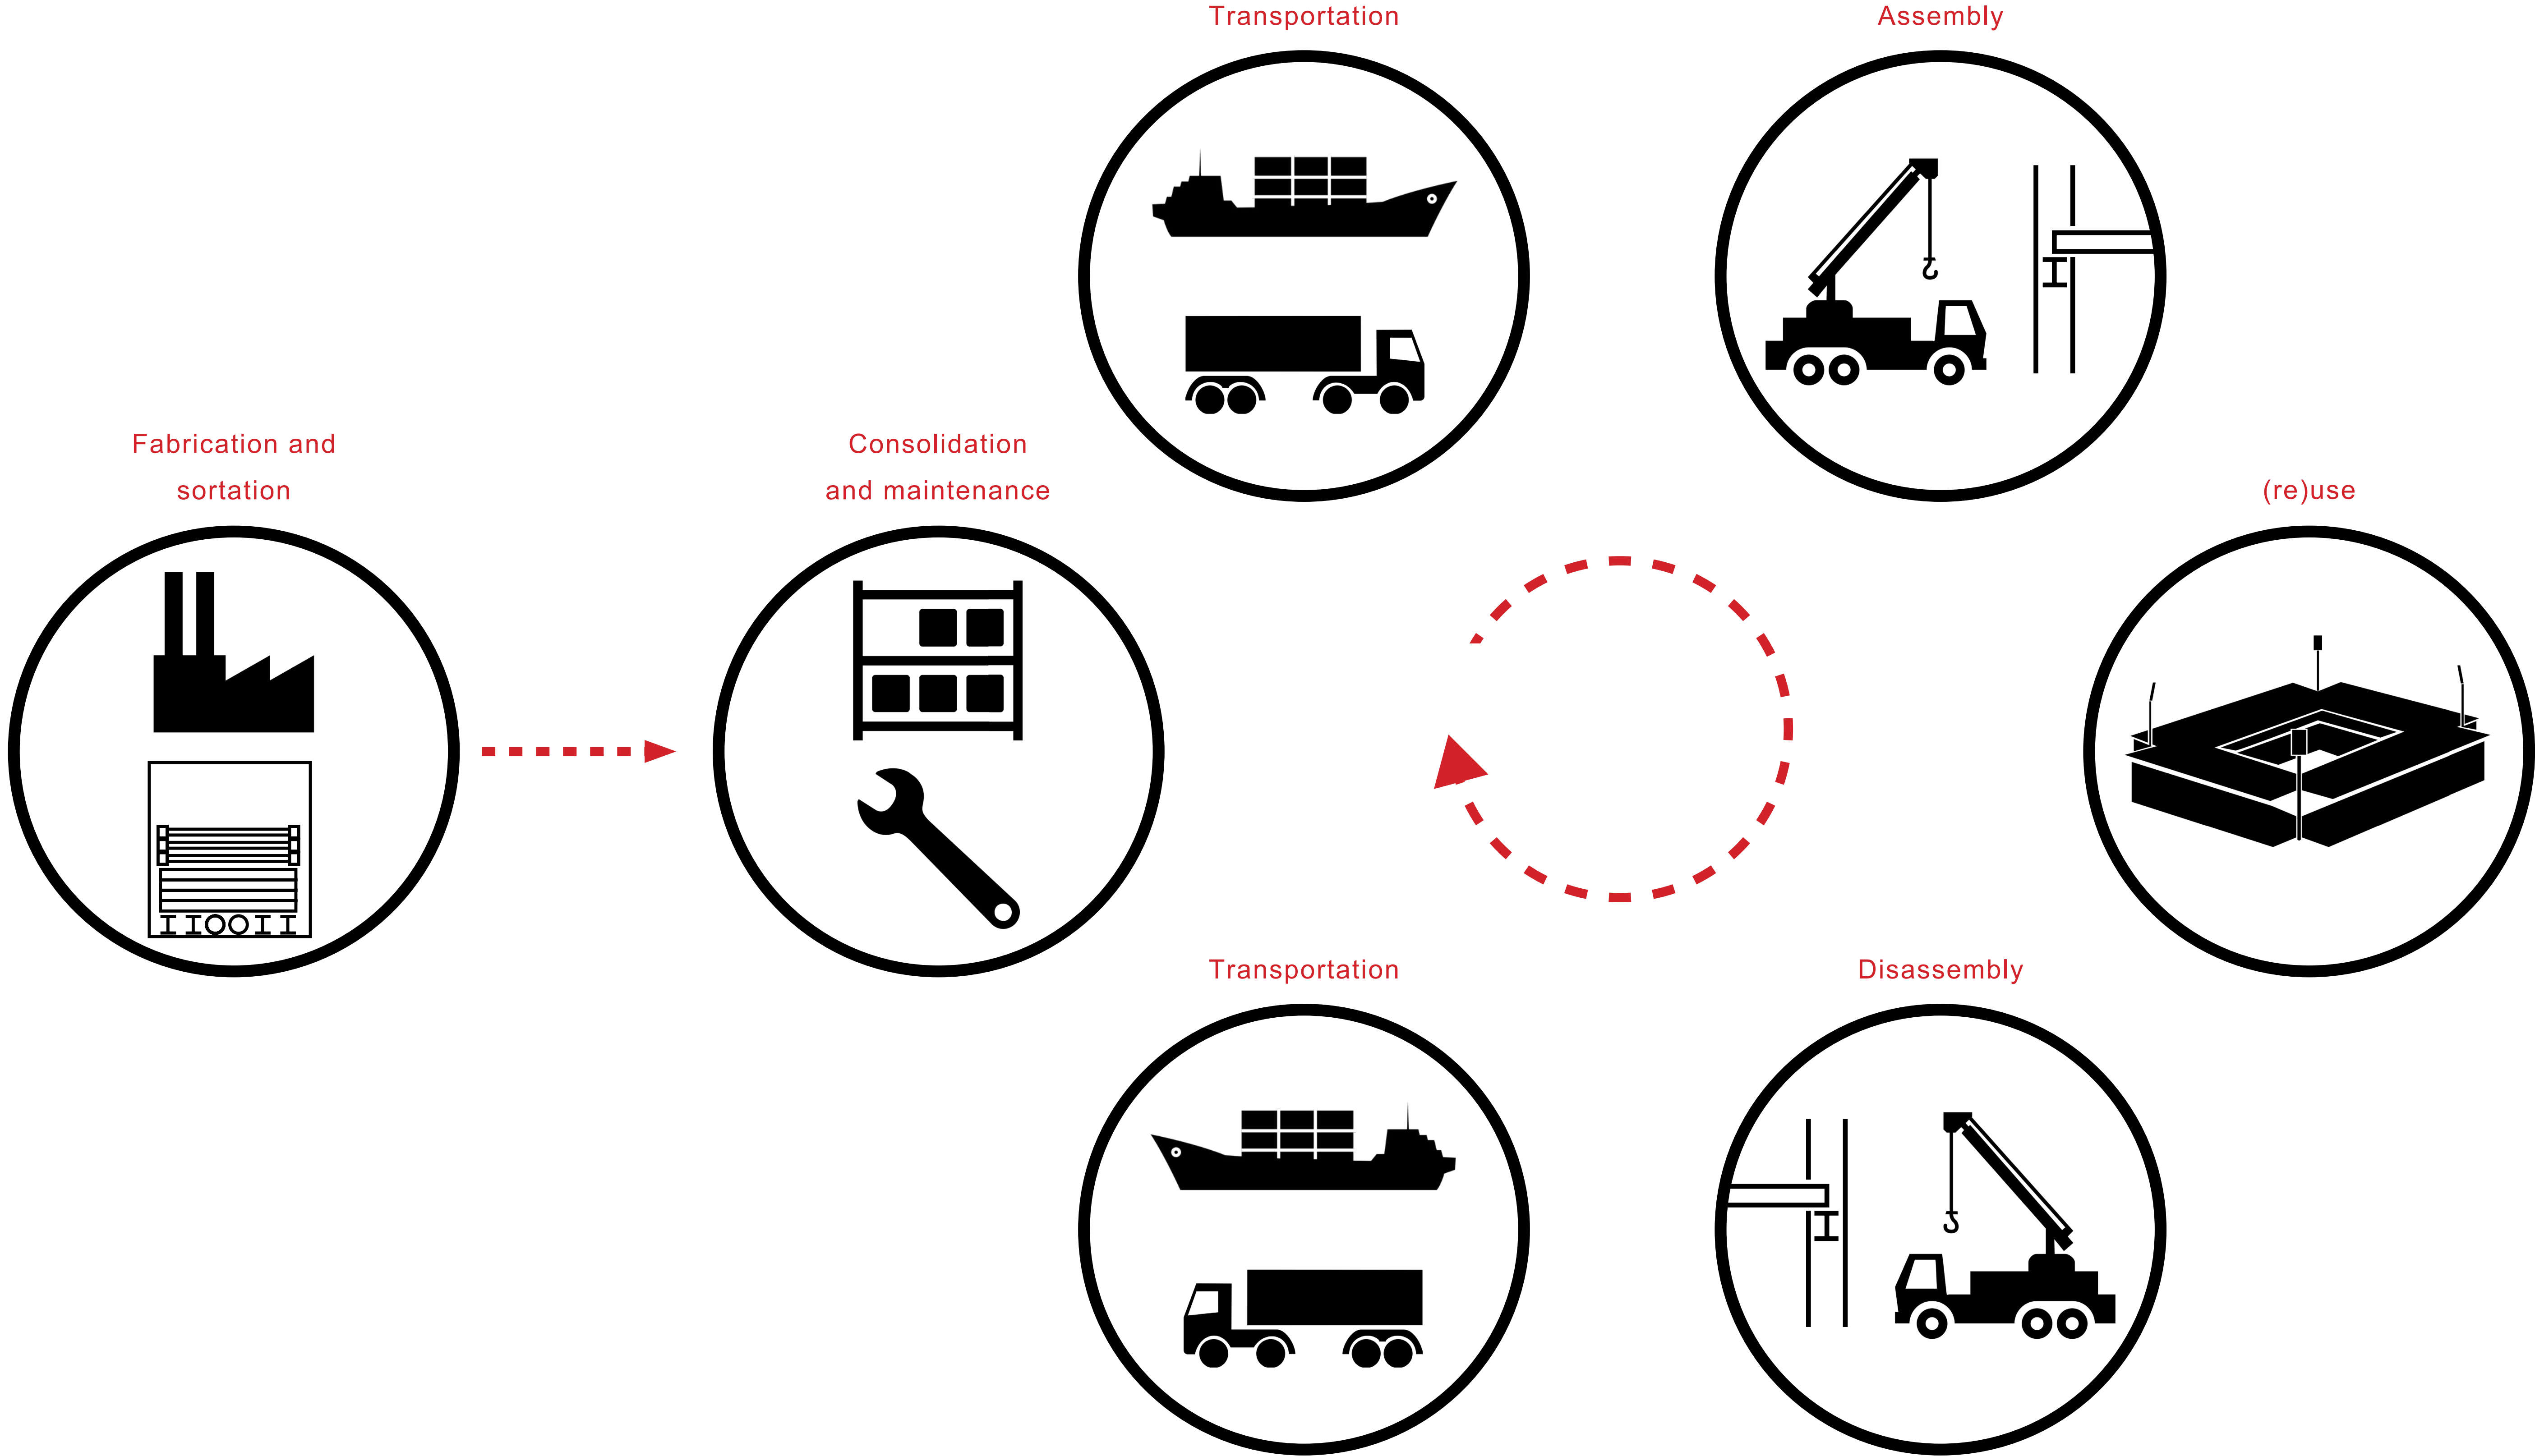 Transportation
Assembly
Fabrication and
sortation
Consolidation
and maintenance
(re)use
Transportation
Disassembly